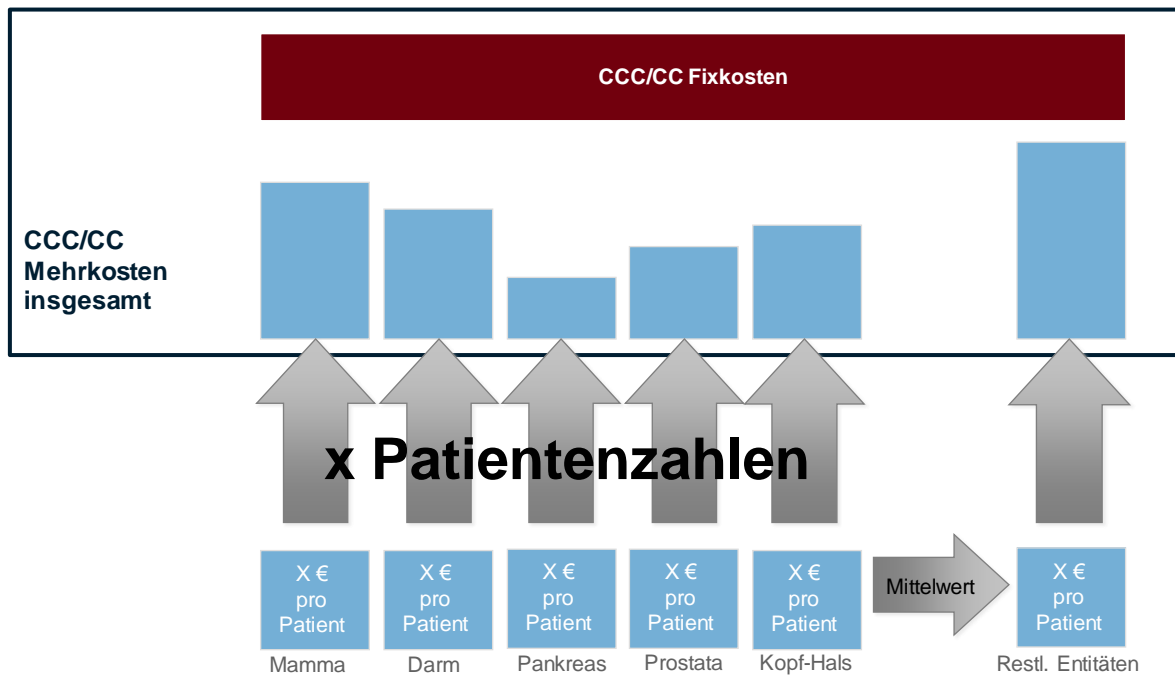 CCC/CC Fixkosten
CCC/CC
Mehrkosten
insgesamt
x Patientenzahlen
X €
pro
Patient
X €
pro
Patient
X €
pro
Patient
X €
pro
Patient
X €
pro
Patient
Mittelwert
X €
pro
Patient
Mamma
Darm
Pankreas
Prostata
Kopf-Hals
Restl. Entitäten